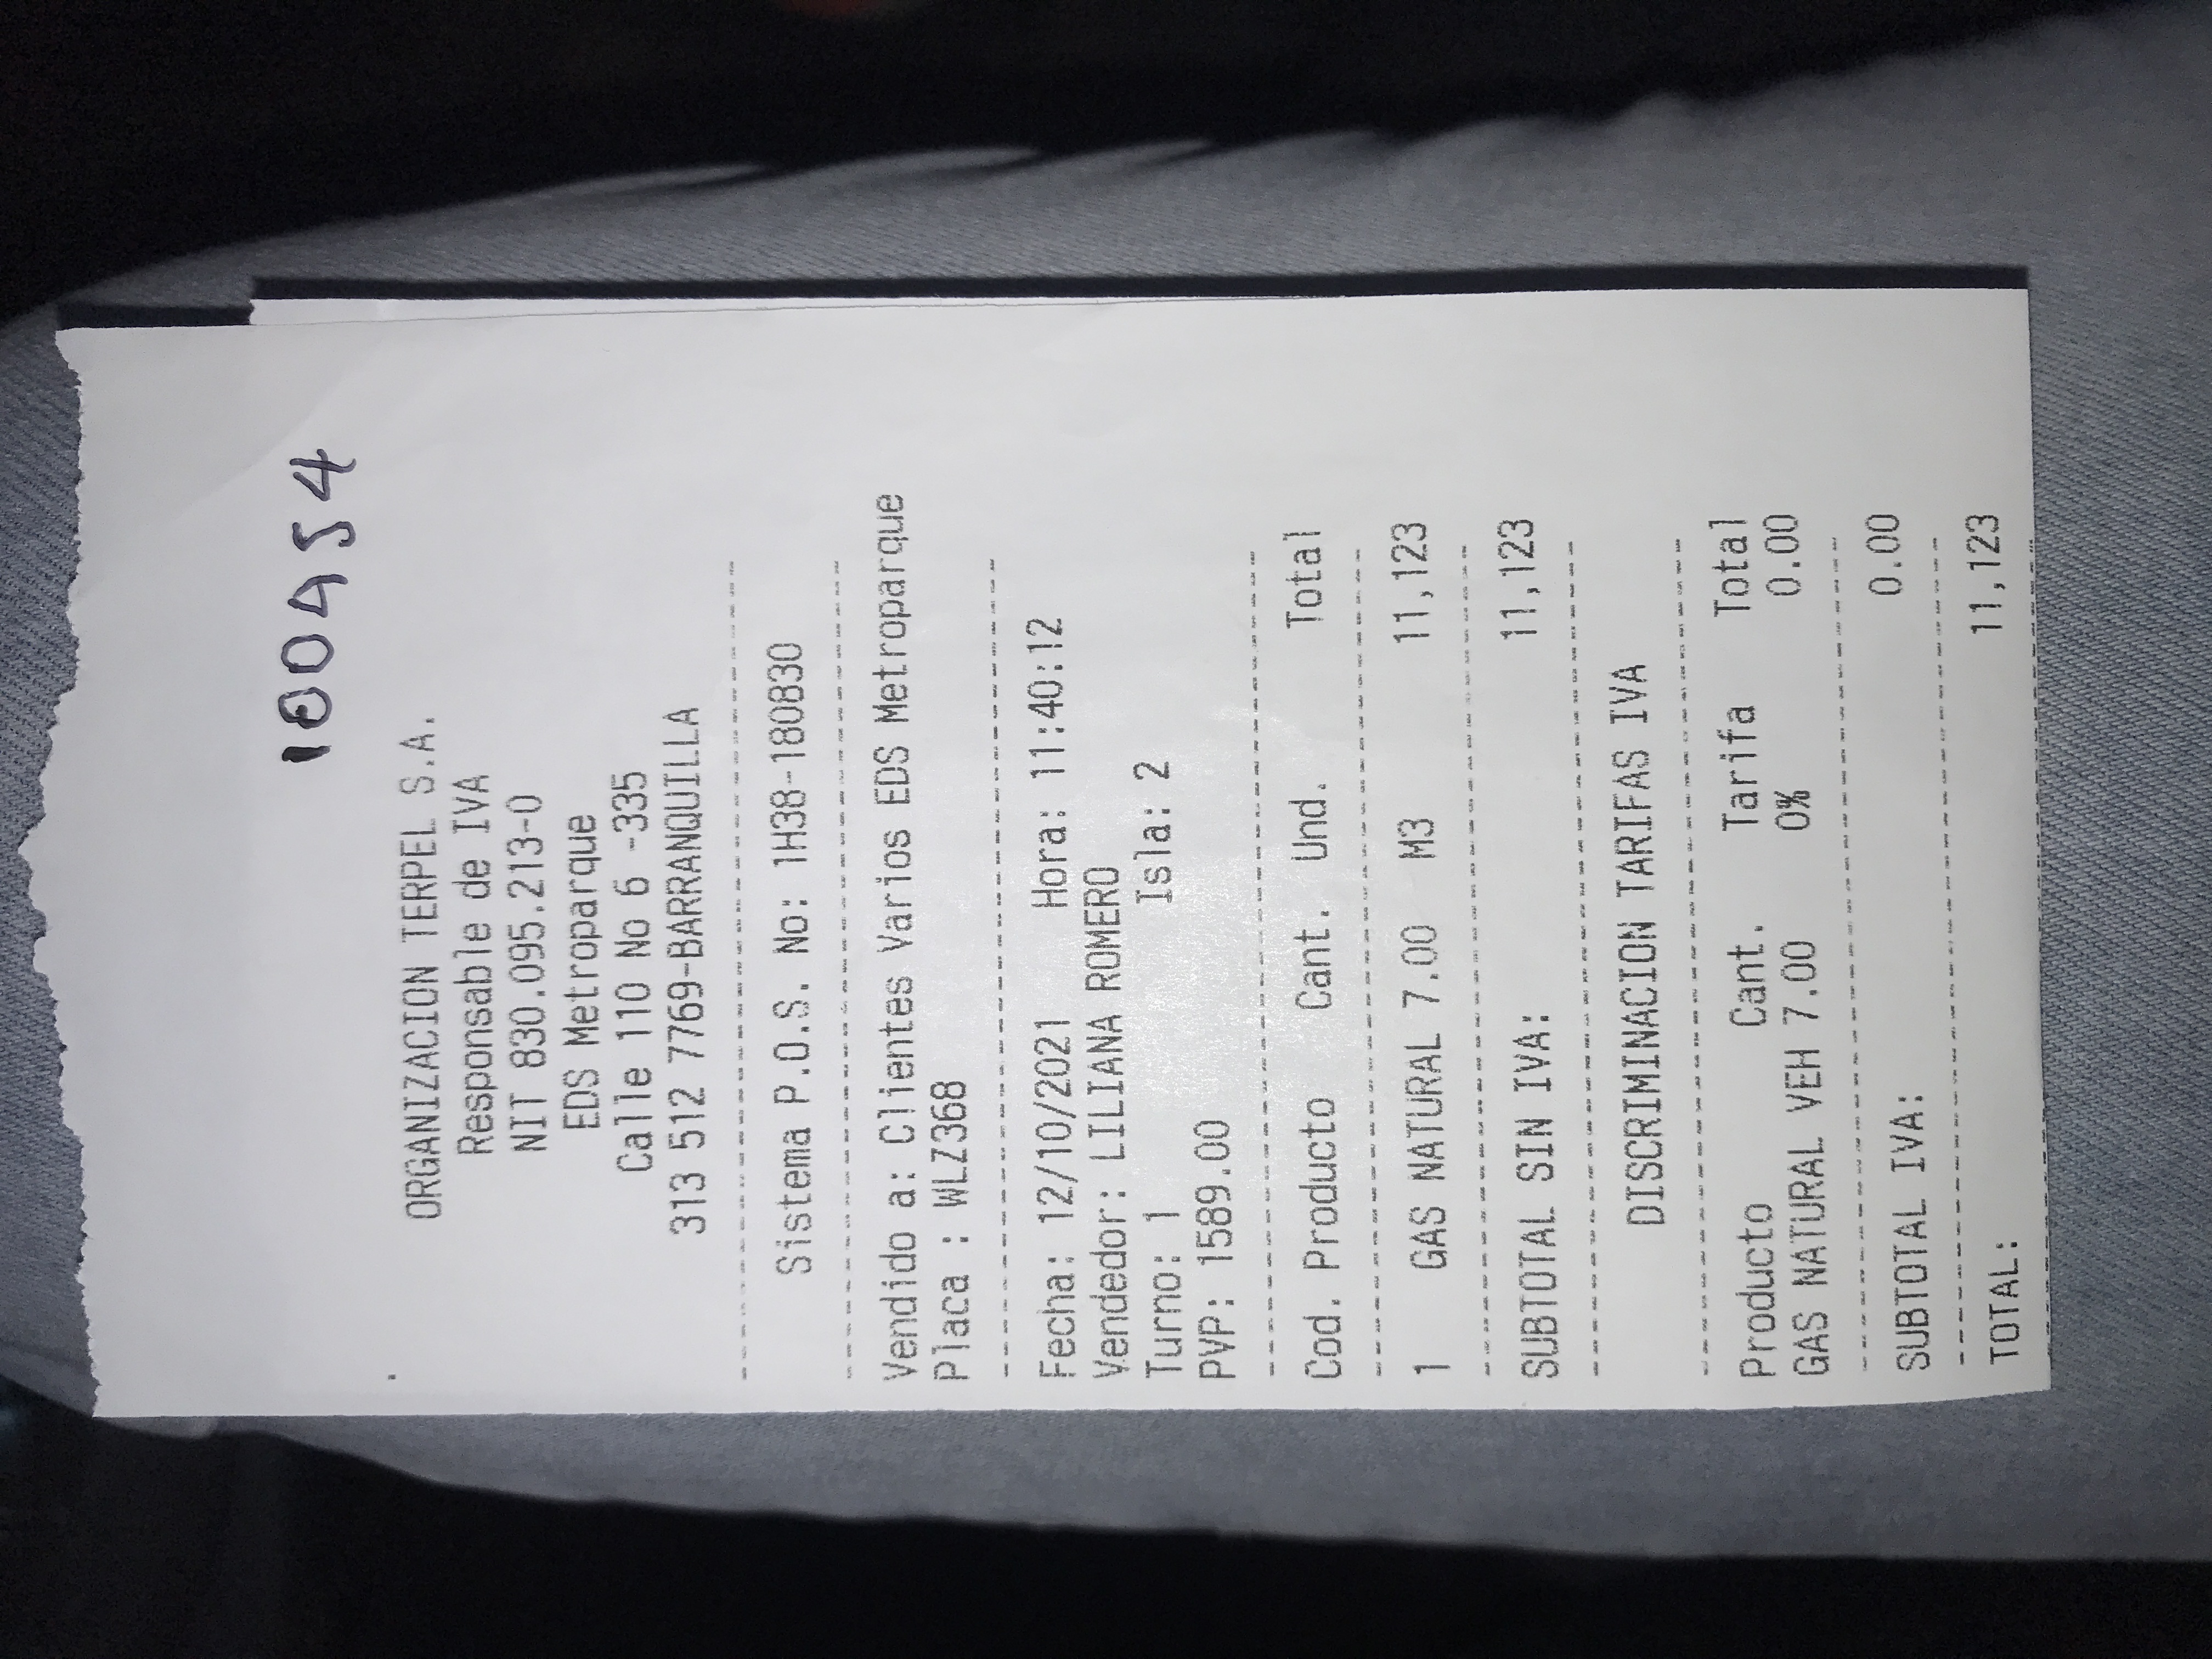 180454
ORGANIZACION TERPEL S.A.
Responsable de IVA
NIT 830.095.213-0
EDS Metroparque
Calle 110 No 6 -335
313 512 7769-BARRANQUILLA
Sistema P.O.S. No: 1H38-180830
Vendido a: Clientes Varios EDS Metroparque
Placa : WLZ368
Fecha: 12/10/2021 Hora: 11:40:12
Vendedor: LILIANA ROMERO
Turno: 1 Isla: 2
PVP: 1589.00
Cod. Producto Cant. Und. Total
1 GAS NATURAL 7.00 M3 11,123
SUBTOTAL SIN IVA: 11,123
DISCRIMINACION TARIFAS IVA
Producto Cant. Tarifa Total
GAS NATURAL VEH 7.00 0% 0.00
SUBTOTAL IVA: 0.00
TOTAL: 11,123